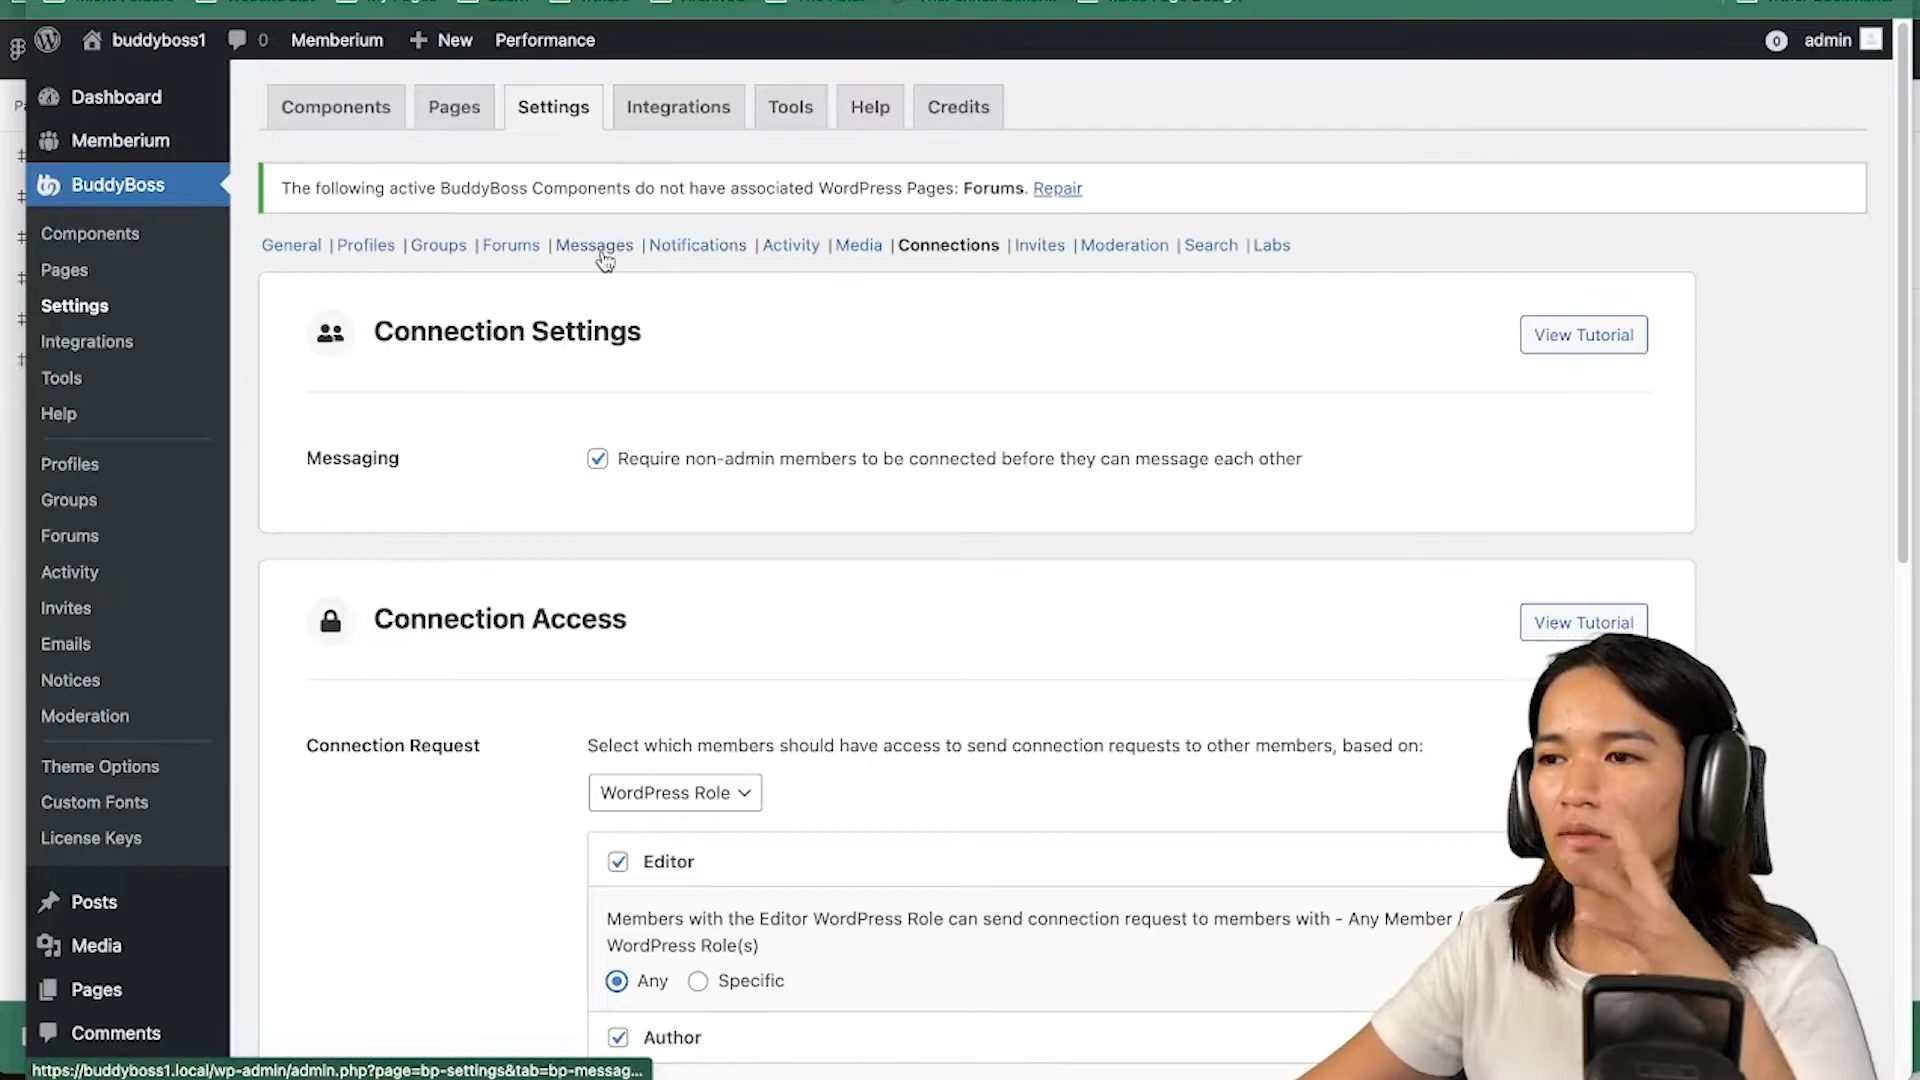 buddyboss1 0 Memberium + New Performance 0 admin
Dashboard
Memberium
BuddyBoss
Components
Pages
Settings
Integrations
Tools
Help
Profiles
Groups
Forums
Activity
Invites
Emails
Notices
Moderation
Theme Options
Custom Fonts
License Keys
Posts
Media
Pages
Comments
Components Pages Settings Integrations Tools Help Credits
The following active BuddyBoss Components do not have associated WordPress Pages: Forums. Repair
General | Profiles | Groups | Forums | Messages | Notifications | Activity | Media | Connections | Invites | Moderation | Search | Labs
Connection Settings
View Tutorial
Messaging
Require non-admin members to be connected before they can message each other
Connection Access
View Tutorial
Connection Request
Select which members should have access to send connection requests to other members, based on:
WordPress Role
Editor
Members with the Editor WordPress Role can send connection request to members with - Any Member /
WordPress Role(s)
Any Specific
Author
https://buddyboss1.local/wp-admin/admin.php?page=bp-settings&tab=bp-messag...